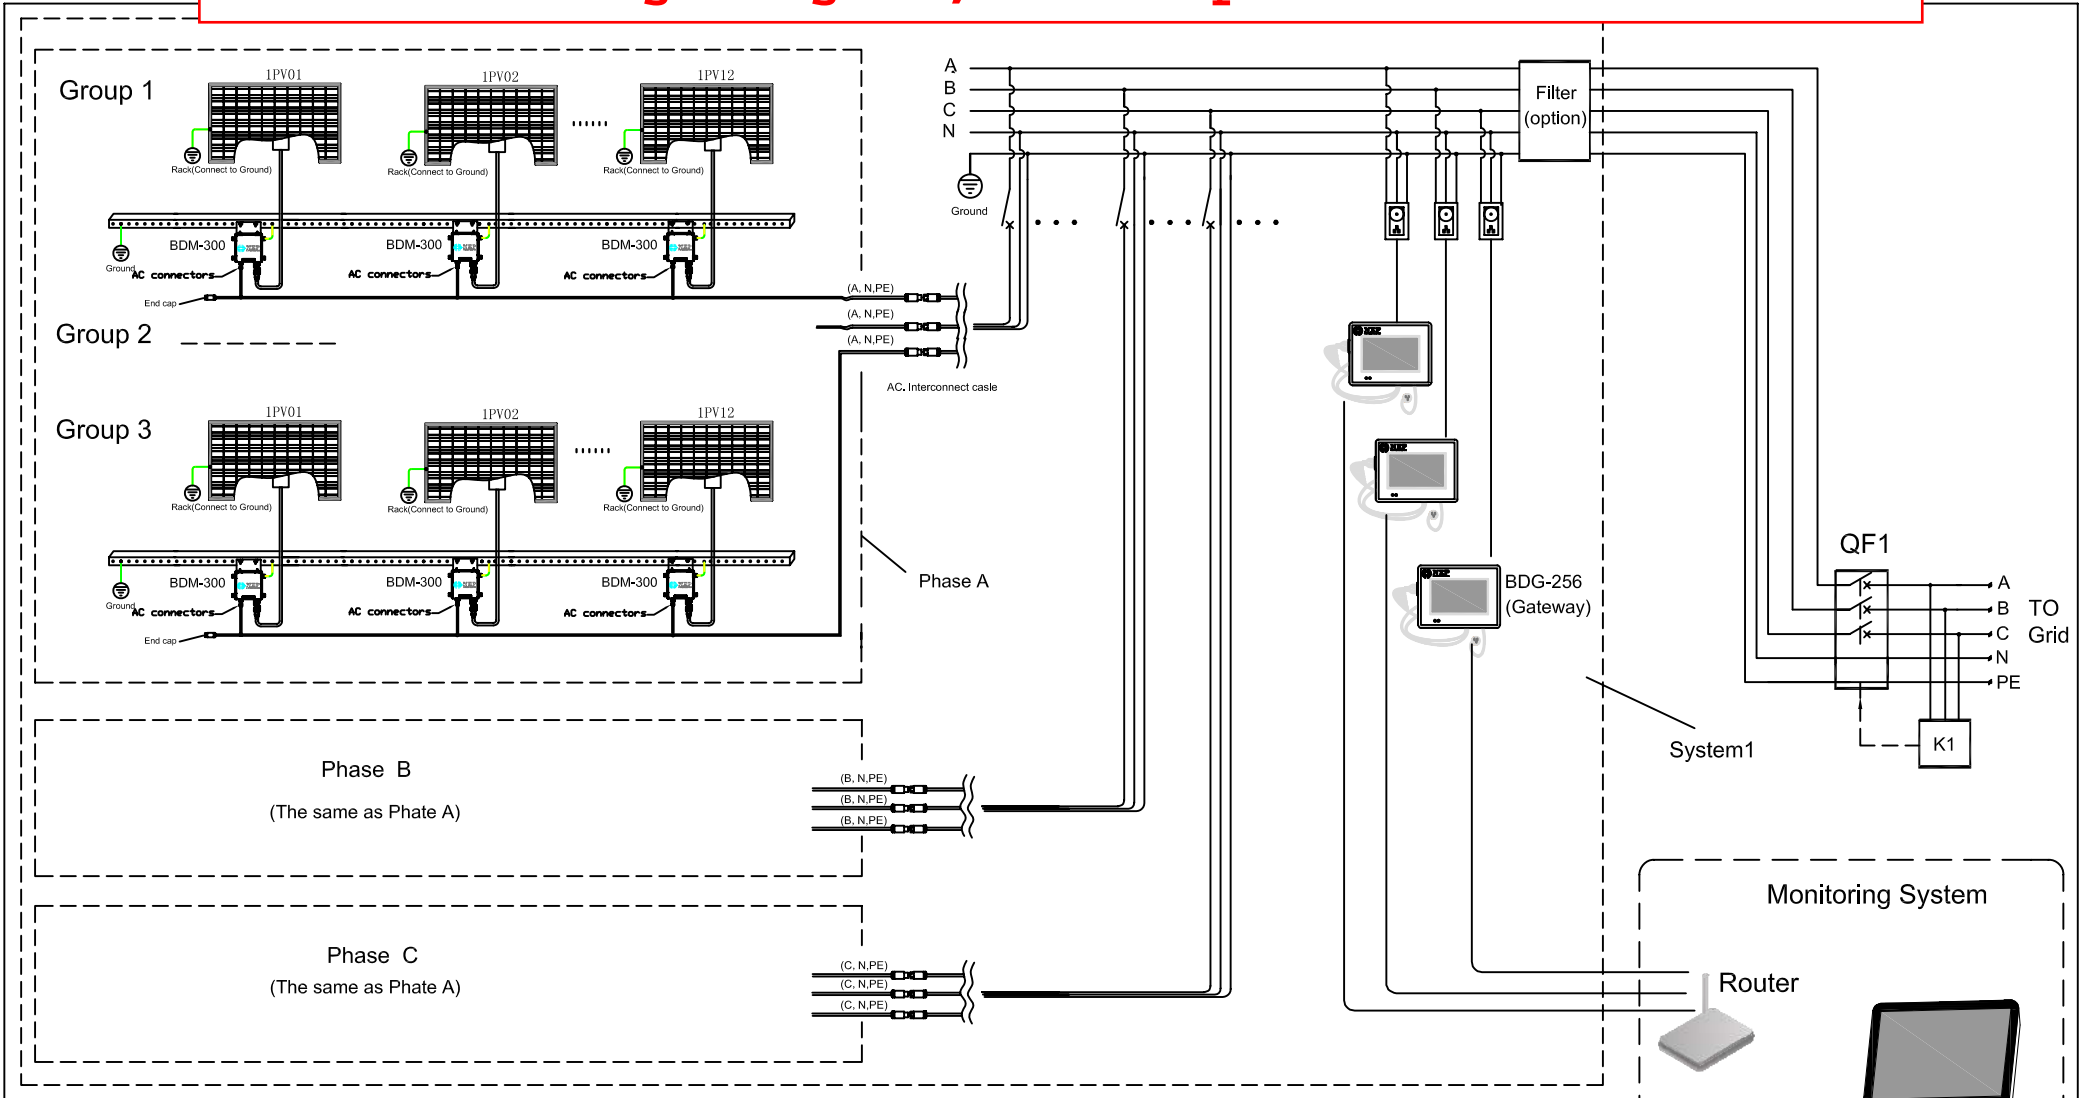 Group 1
1PV01
1PV02
1PV12
Rack(Connect to Ground)
Rack(Connect to Ground)
Rack(Connect to Ground)
BDM-300
BDM-300
BDM-300
Ground
AC connectors
AC connectors
AC connectors
End cap
(A, N,PE)
(A, N,PE)
(A, N,PE)
AC. Interconnect casle
Group 2
Group 3
1PV01
1PV02
1PV12
Rack(Connect to Ground)
Rack(Connect to Ground)
Rack(Connect to Ground)
BDM-300
BDM-300
BDM-300
Ground
AC connectors
AC connectors
AC connectors
End cap
Phase A
Phase B
(The same as Phate A)
(B, N,PE)
(B, N,PE)
(B, N,PE)
Phase C
(The same as Phate A)
(C, N,PE)
(C, N,PE)
(C, N,PE)
A
B
C
N
Ground
Filter
(option)
BDG-256
(Gateway)
System1
QF1
A
B
C
N
PE
TO
Grid
K1
Monitoring System
Router